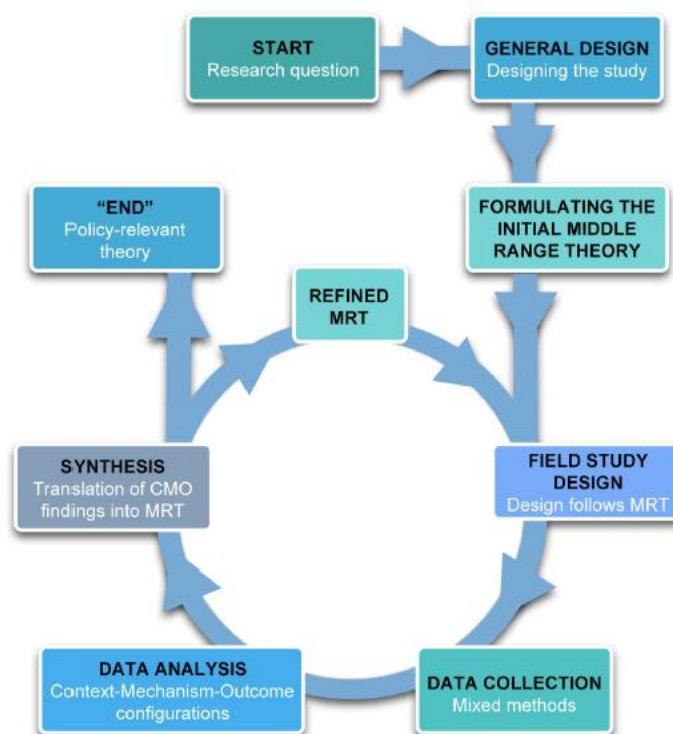 START
Research question
GENERAL DESIGN
Designing the study
"END"
Policy-relevant
theory
FORMULATING THE
INITIAL MIDDLE
RANGE THEORY
REFINED
MRT
SYNTHESIS
Translation of CMO
findings into MRT
FIELD STUDY
DESIGN
Design follows MRT
DATA ANALYSIS
Context-Mechanism-Outcome
configurations
DATA COLLECTION
Mixed methods